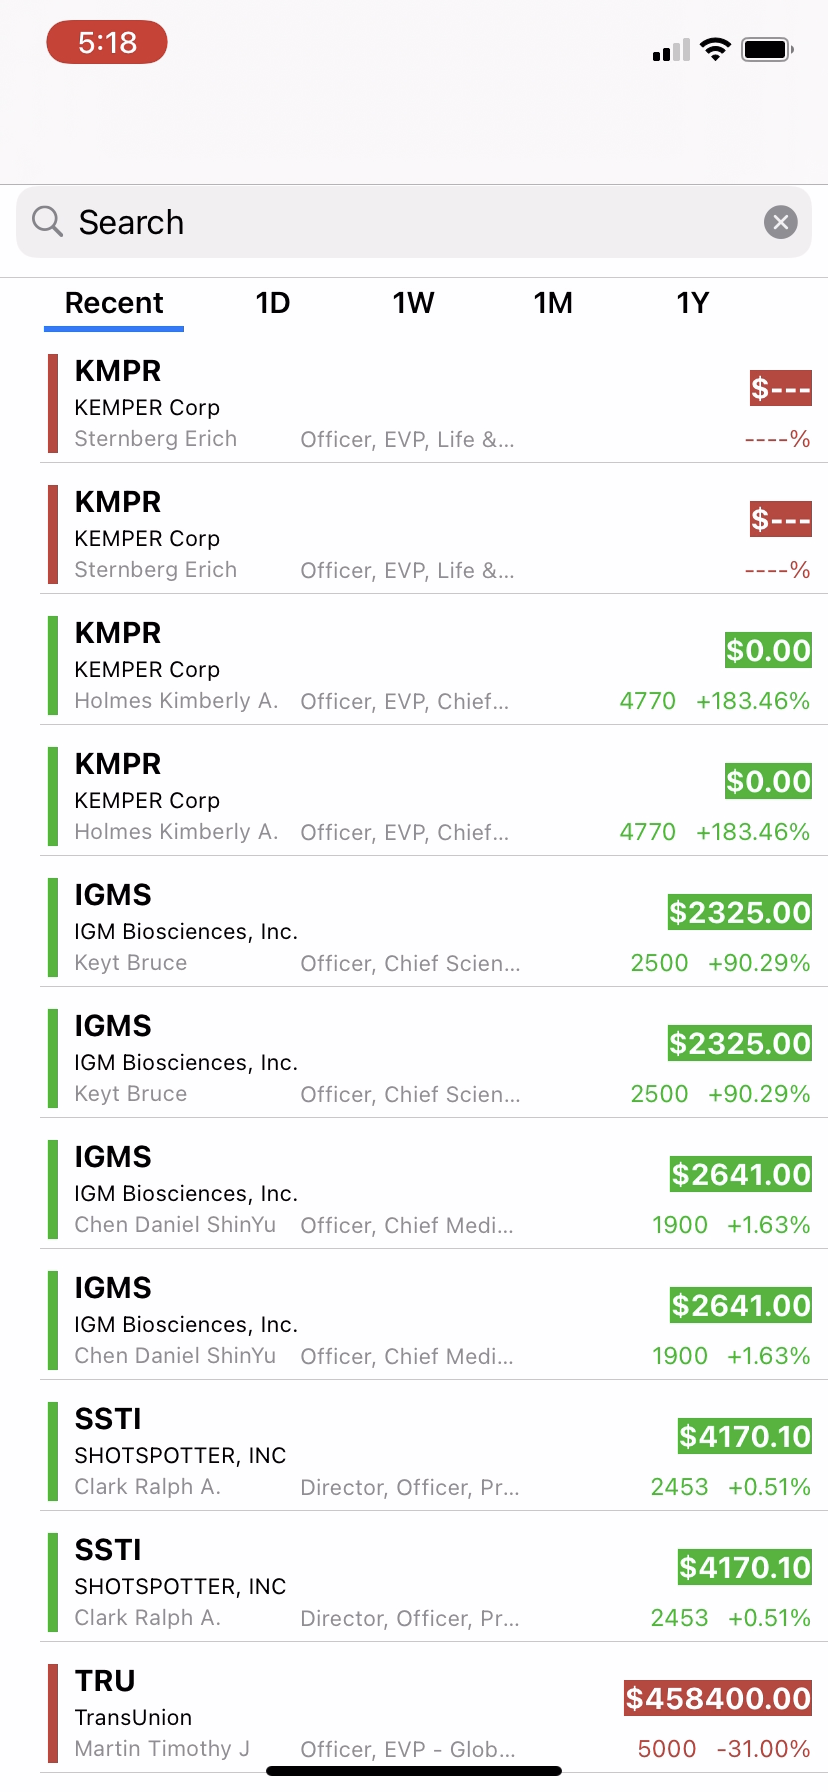 5:18
Search
Recent 1D 1W 1M 1Y
KMPR
$---
KEMPER Corp
Sternberg Erich Officer, EVP, Life &... ----%
KMPR
$---
KEMPER Corp
Sternberg Erich Officer, EVP, Life &... ----%
KMPR
$0.00
KEMPER Corp
Holmes Kimberly A. Officer, EVP, Chief... 4770 +183.46%
KMPR
$0.00
KEMPER Corp
Holmes Kimberly A. Officer, EVP, Chief... 4770 +183.46%
IGMS
$2325.00
IGM Biosciences, Inc.
Keyt Bruce Officer, Chief Scien... 2500 +90.29%
IGMS
$2325.00
IGM Biosciences, Inc.
Keyt Bruce Officer, Chief Scien... 2500 +90.29%
IGMS
$2641.00
IGM Biosciences, Inc.
Chen Daniel ShinYu Officer, Chief Medi... 1900 +1.63%
IGMS
$2641.00
IGM Biosciences, Inc.
Chen Daniel ShinYu Officer, Chief Medi... 1900 +1.63%
SSTI
$4170.10
SHOTSPOTTER, INC
Clark Ralph A. Director, Officer, Pr... 2453 +0.51%
SSTI
$4170.10
SHOTSPOTTER, INC
Clark Ralph A. Director, Officer, Pr... 2453 +0.51%
TRU
$458400.00
TransUnion
Martin Timothy J Officer, EVP - Glob... 5000 -31.00%